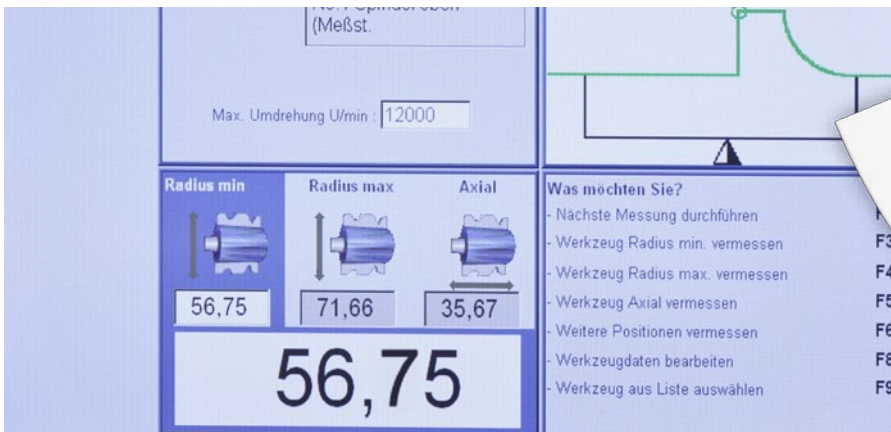 (Meßst.
Max. Umdrehung U/min : 12000
Radius min Radius max Axial
56,75 71,66 35,67
56,75
Was möchten Sie?
- Nächste Messung durchführen
- Werkzeug Radius min. vermessen F3
- Werkzeug Radius max. vermessen F4
- Werkzeug Axial vermessen F5
- Weitere Positionen vermessen F6
- Werkzeugdaten bearbeiten F8
- Werkzeug aus Liste auswählen F9